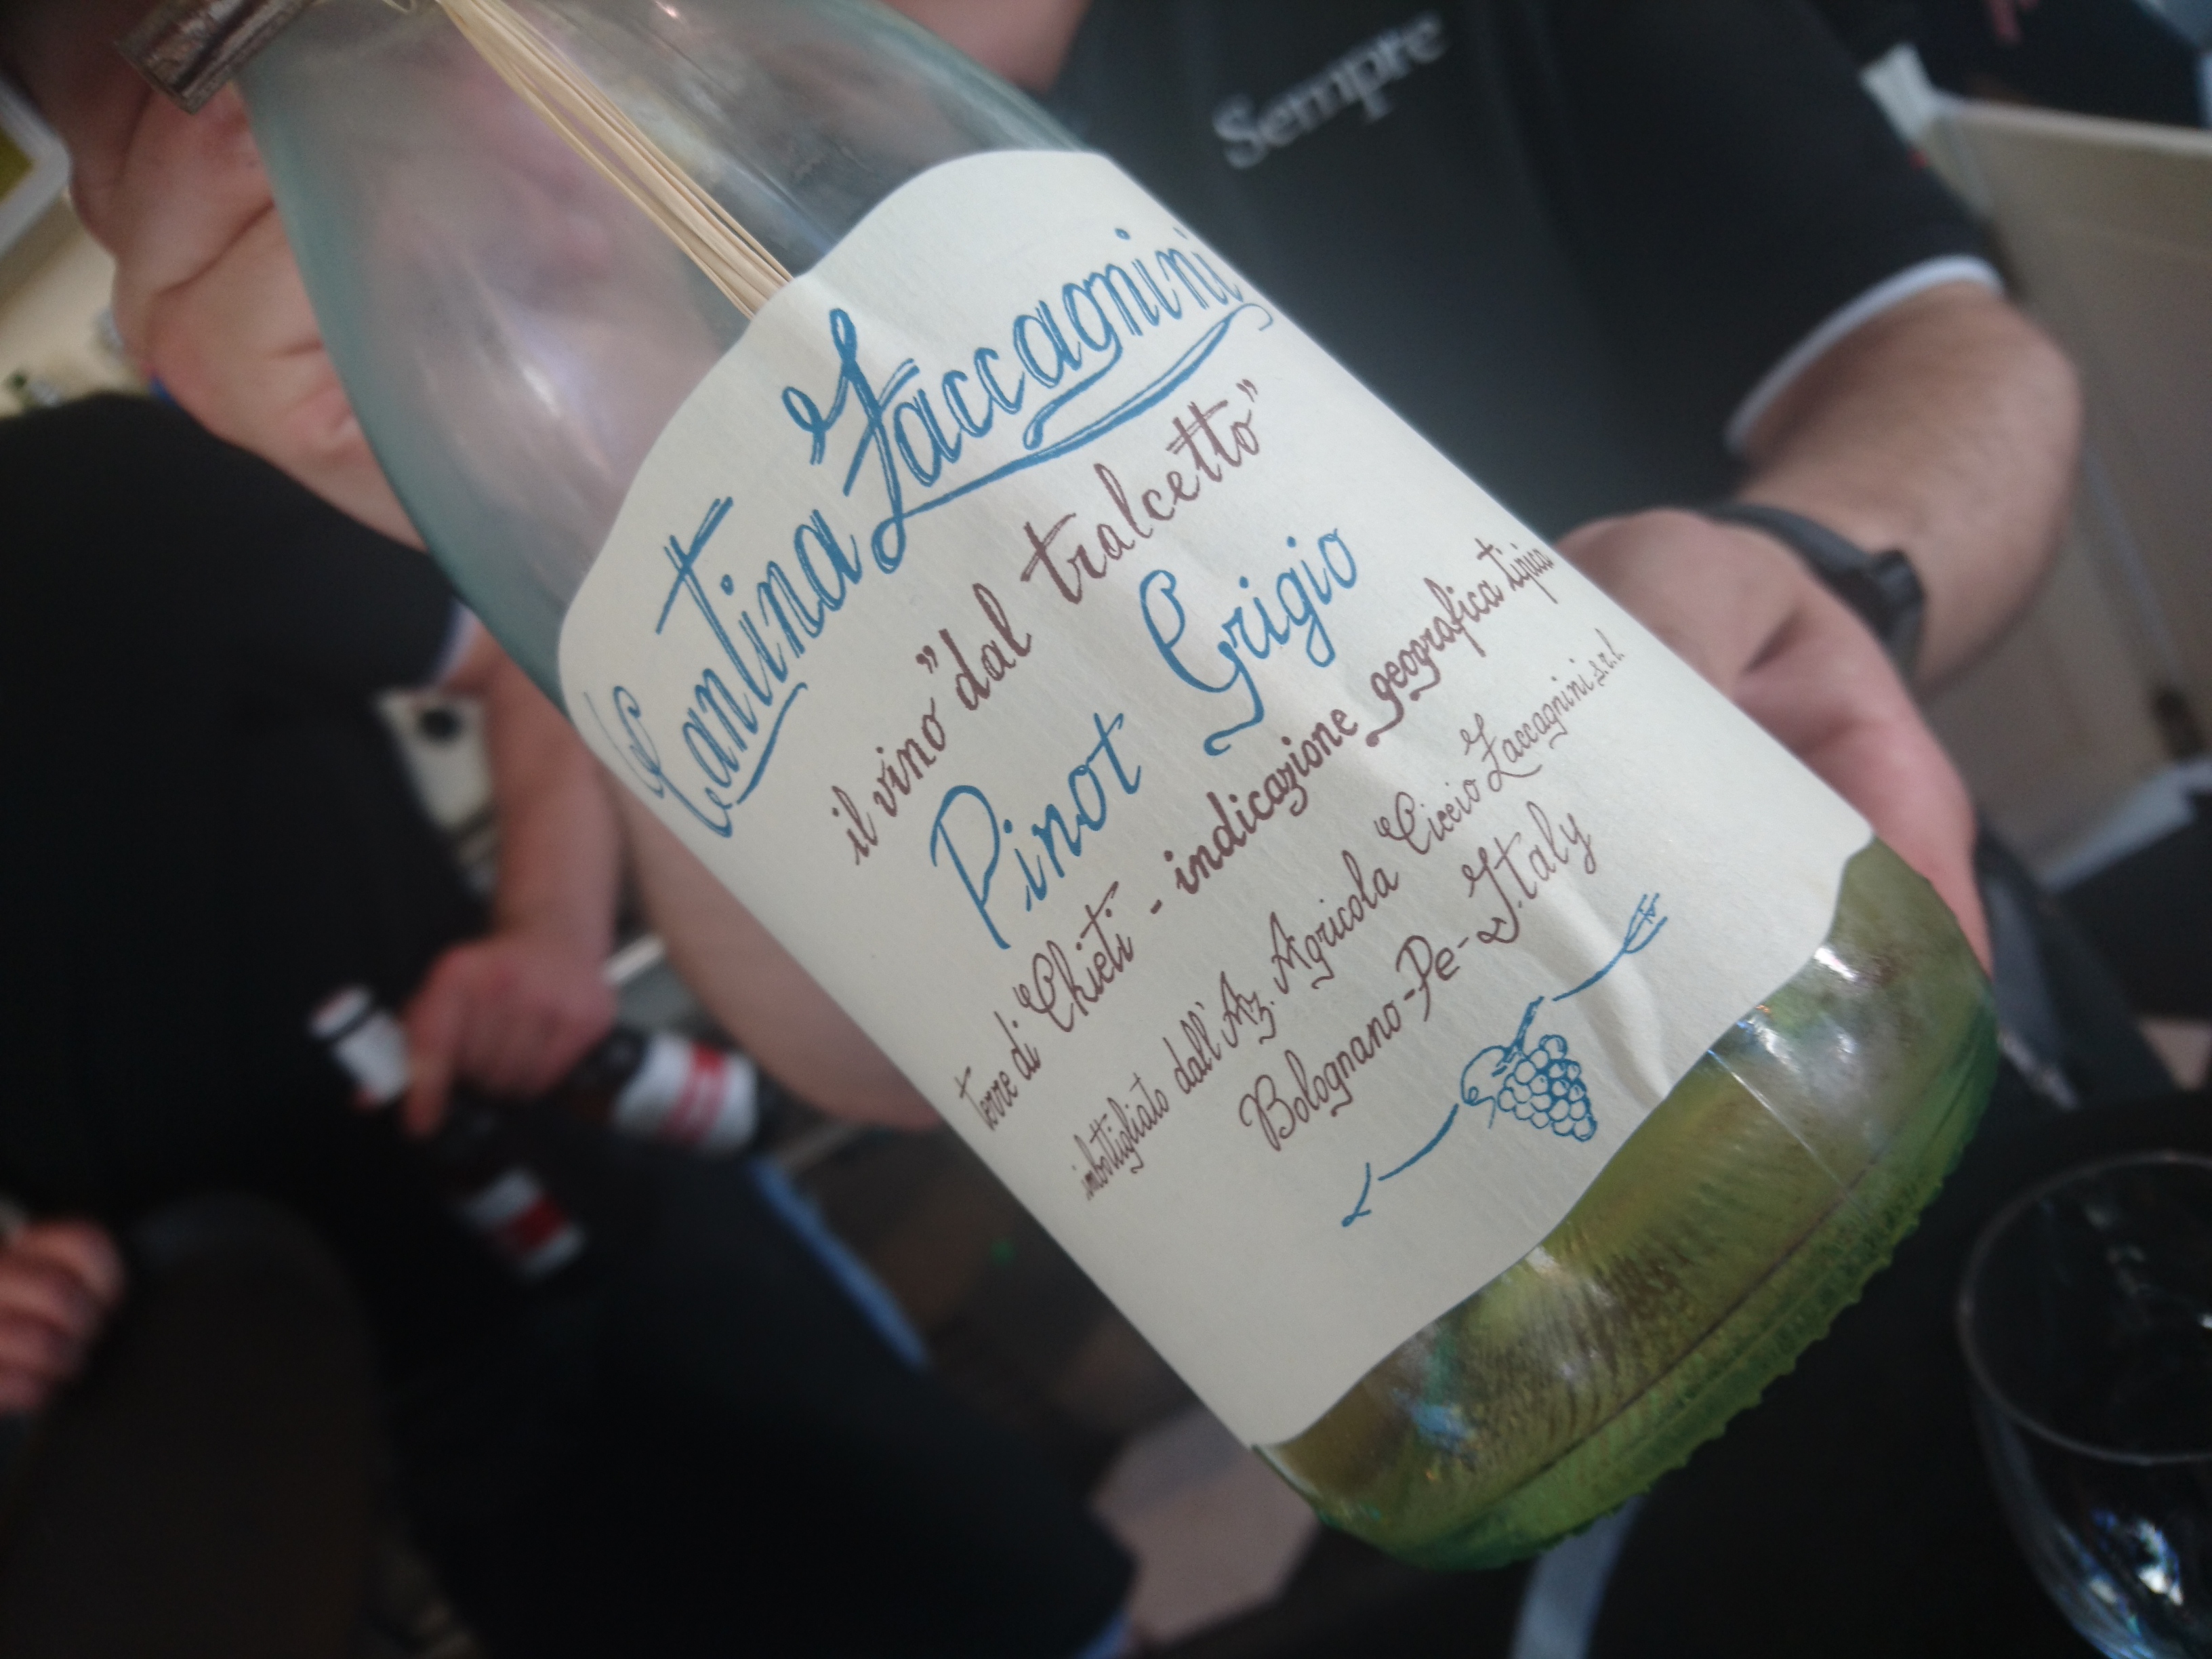 Sempre
Cantina Zaccagnini
il vino "dal tralcetto"
Pinot Grigio
terre di Chieti - indicazione geografica tipica
imbottigliato dall'Az. Agricola Ciccio Zaccagnini s.r.l.
Bolognano-Pe-Italy